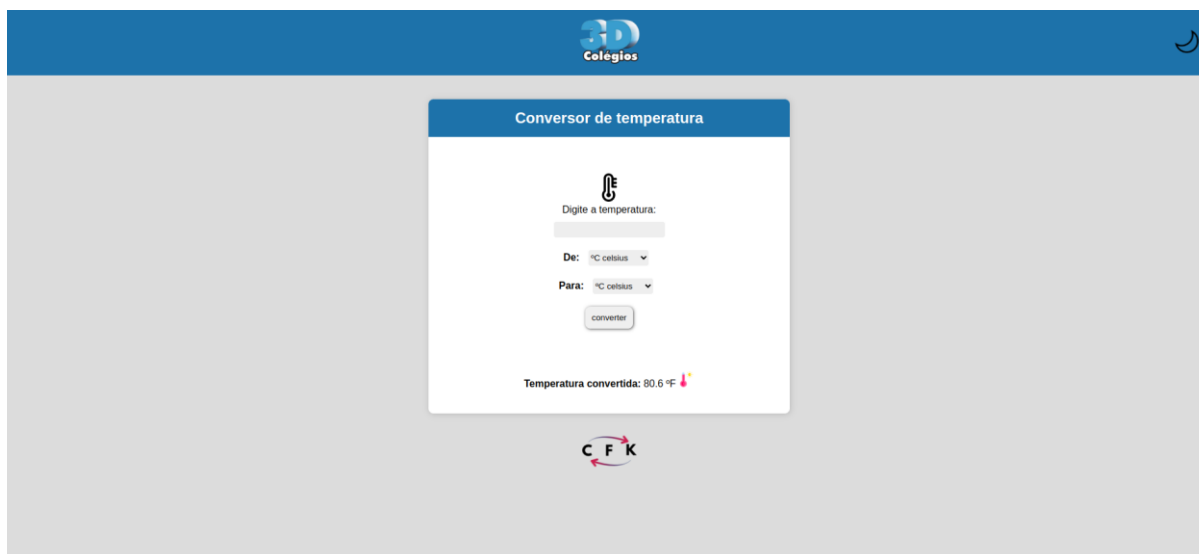 3D
Colégios
Conversor de temperatura
Digite a temperatura:
De: ºC celsius
Para: ºC celsius
converter
Temperatura convertida: 80.6 ºF
C F K